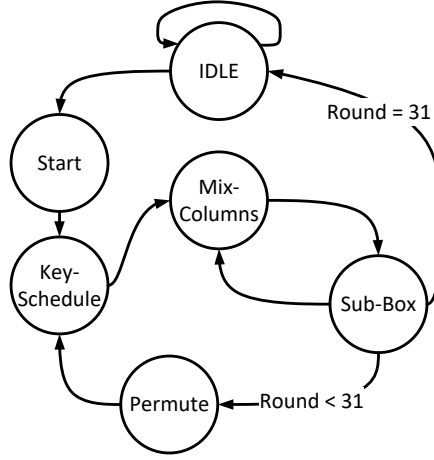 IDLE
Round = 31
Start
Mix-
Columns
Key-
Schedule
Sub-Box
Permute
Round < 31